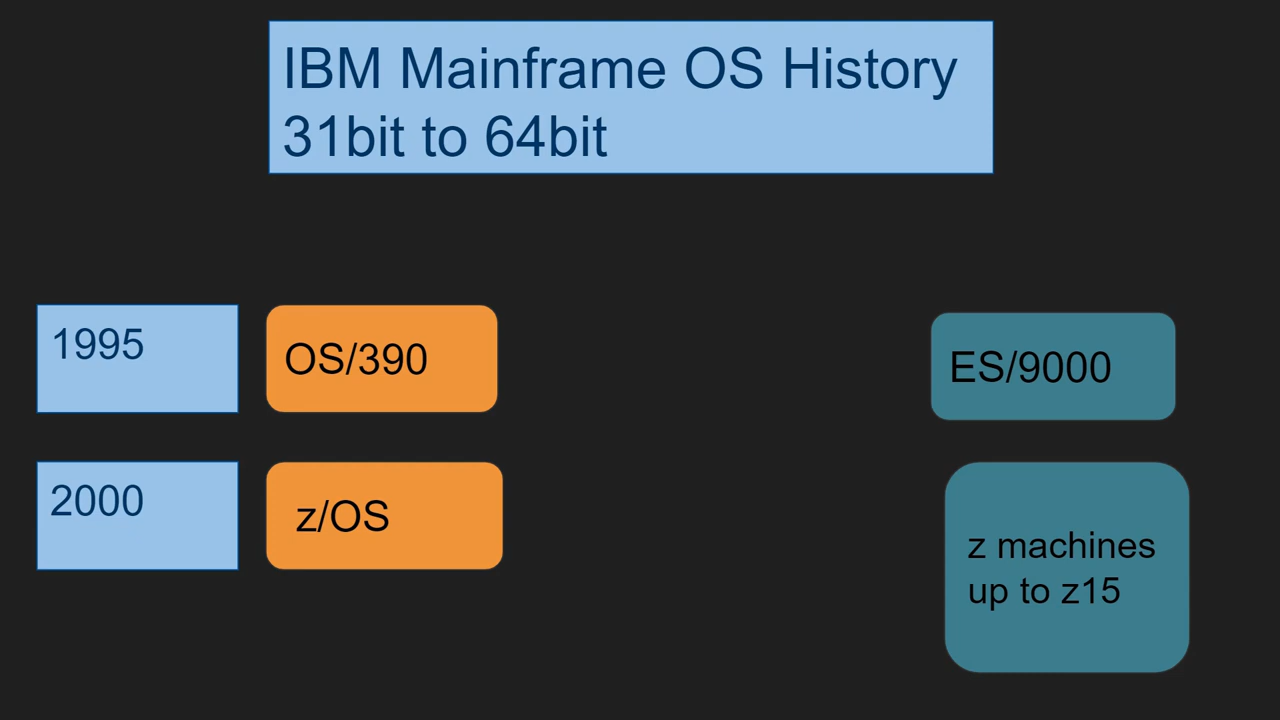 IBM Mainframe OS History
31bit to 64bit
1995
OS/390
ES/9000
2000
z/OS
z machines
up to z15